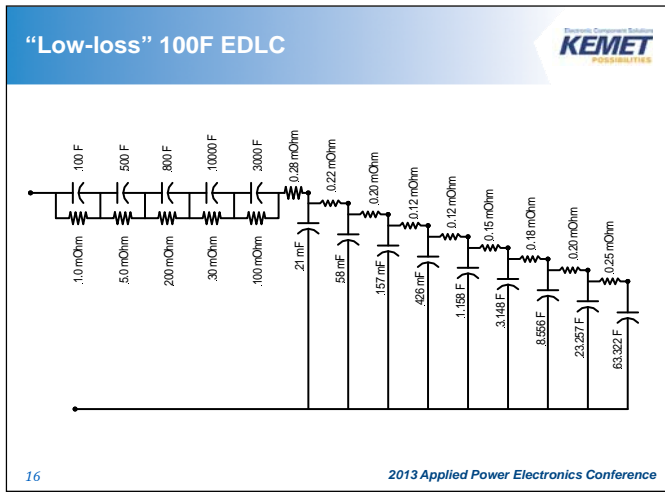 “Low-loss” 100F EDLC
Electronic Component Solutions
KEMET
POSSIBILITIES
.100 F
.500 F
.800 F
.10000 F
.3000 F
0.28 mOhm
0.22 mOhm
0.20 mOhm
0.12 mOhm
0.12 mOhm
0.15 mOhm
0.18 mOhm
0.20 mOhm
0.25 mOhm
1.0 mOhm
5.0 mOhm
200 mOhm
.30 mOhm
.100 mOhm
.21 mF
.58 mF
.157 mF
.426 mF
.1.158 F
.3.148 F
8.556 F
.23.257 F
.63.322 F
16
2013 Applied Power Electronics Conference